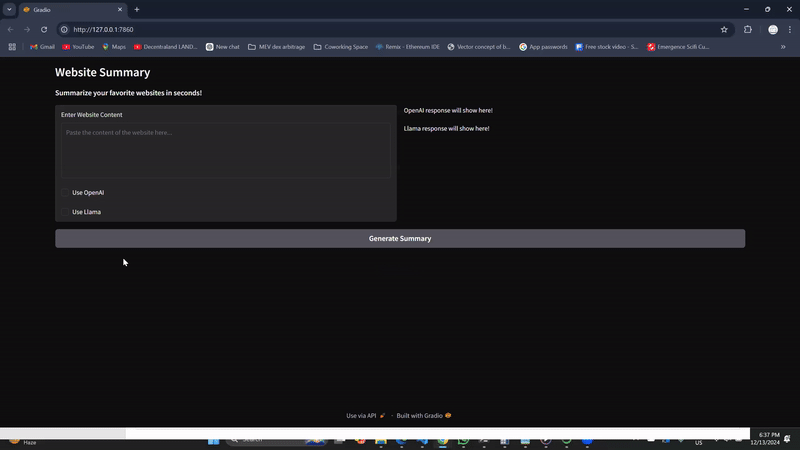 Gradio
http://127.0.0.1:7860
Gmail YouTube Maps Decentraland LAND... New chat MEV dex arbitrage Coworking Space Remix - Ethereum IDE Vector concept of b... App passwords Free stock video - S... Emergence Scifi Cu...
Website Summary
Summarize your favorite websites in seconds!
Enter Website Content
Paste the content of the website here...
Use OpenAI
Use Llama
OpenAI response will show here!
Llama response will show here!
Generate Summary
Use via API · Built with Gradio
Haze
Search
US
6:37 PM
12/13/2024